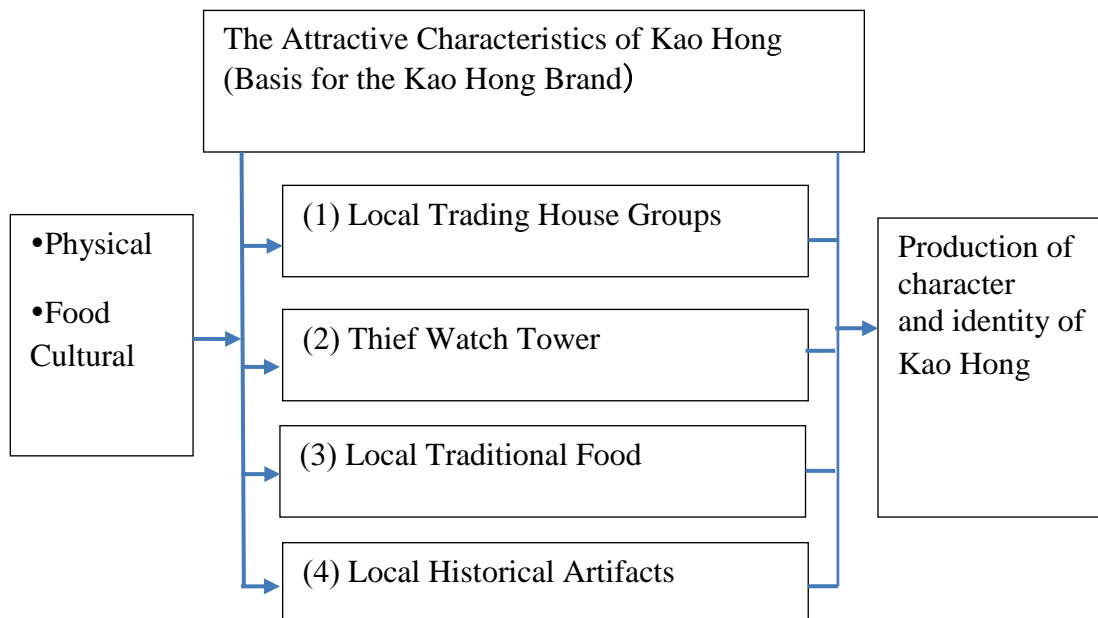 The Attractive Characteristics of Kao Hong
(Basis for the Kao Hong Brand）
•Physical
•Food
Cultural
(1) Local Trading House Groups
(2) Thief Watch Tower
(3) Local Traditional Food
(4) Local Historical Artifacts
Production of
character
and identity of
Kao Hong